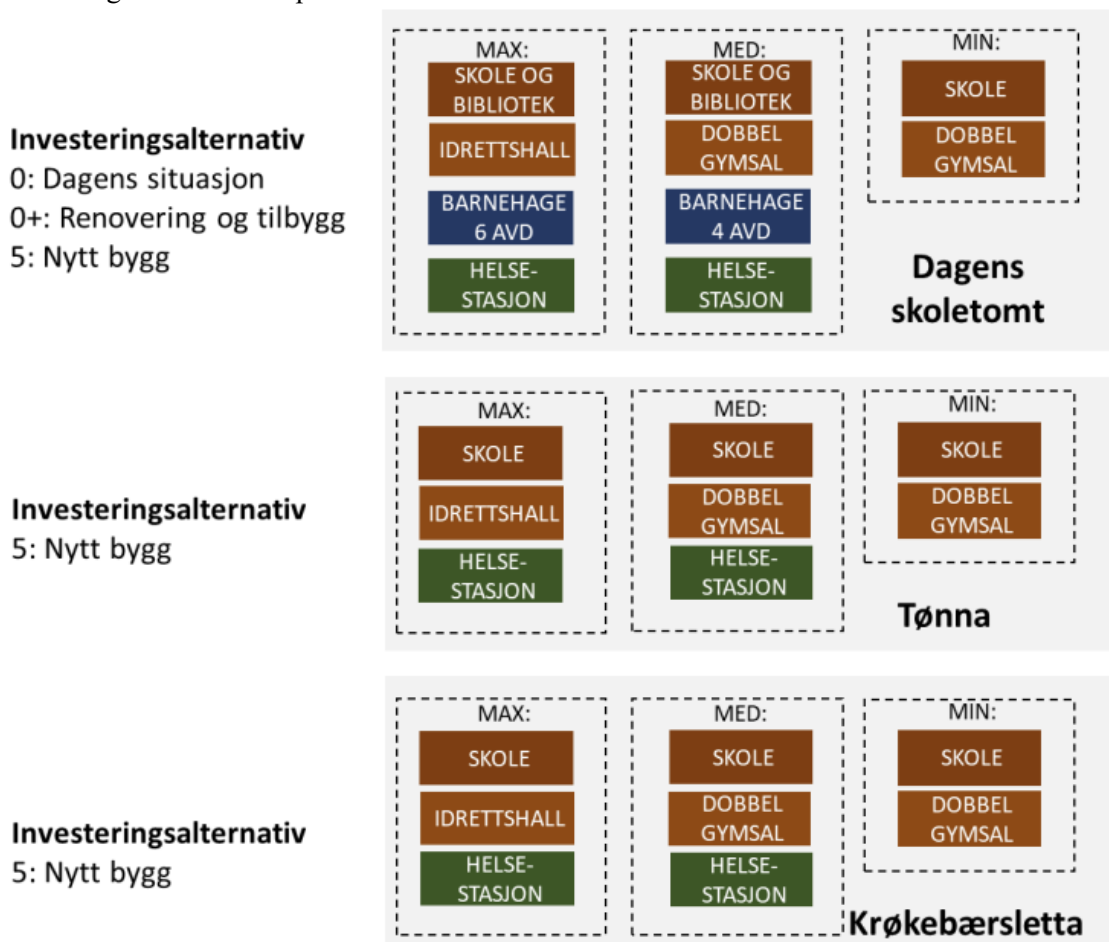 Investeringsalternativ
0: Dagens situasjon
0+: Renovering og tilbygg
5: Nytt bygg
MAX:
SKOLE OG
BIBLIOTEK
IDRETTSHALL
BARNEHAGE
6 AVD
HELSE-
STASJON
MED:
SKOLE OG
BIBLIOTEK
DOBBEL
GYMSAL
BARNEHAGE
4 AVD
HELSE-
STASJON
MIN:
SKOLE
DOBBEL
GYMSAL
Dagens
skoletomt
Investeringsalternativ
5: Nytt bygg
MAX:
SKOLE
IDRETTSHALL
HELSE-
STASJON
MED:
SKOLE
DOBBEL
GYMSAL
HELSE-
STASJON
MIN:
SKOLE
DOBBEL
GYMSAL
Tønna
Investeringsalternativ
5: Nytt bygg
MAX:
SKOLE
IDRETTSHALL
HELSE-
STASJON
MED:
SKOLE
DOBBEL
GYMSAL
HELSE-
STASJON
MIN:
SKOLE
DOBBEL
GYMSAL
Krøkebærsletta